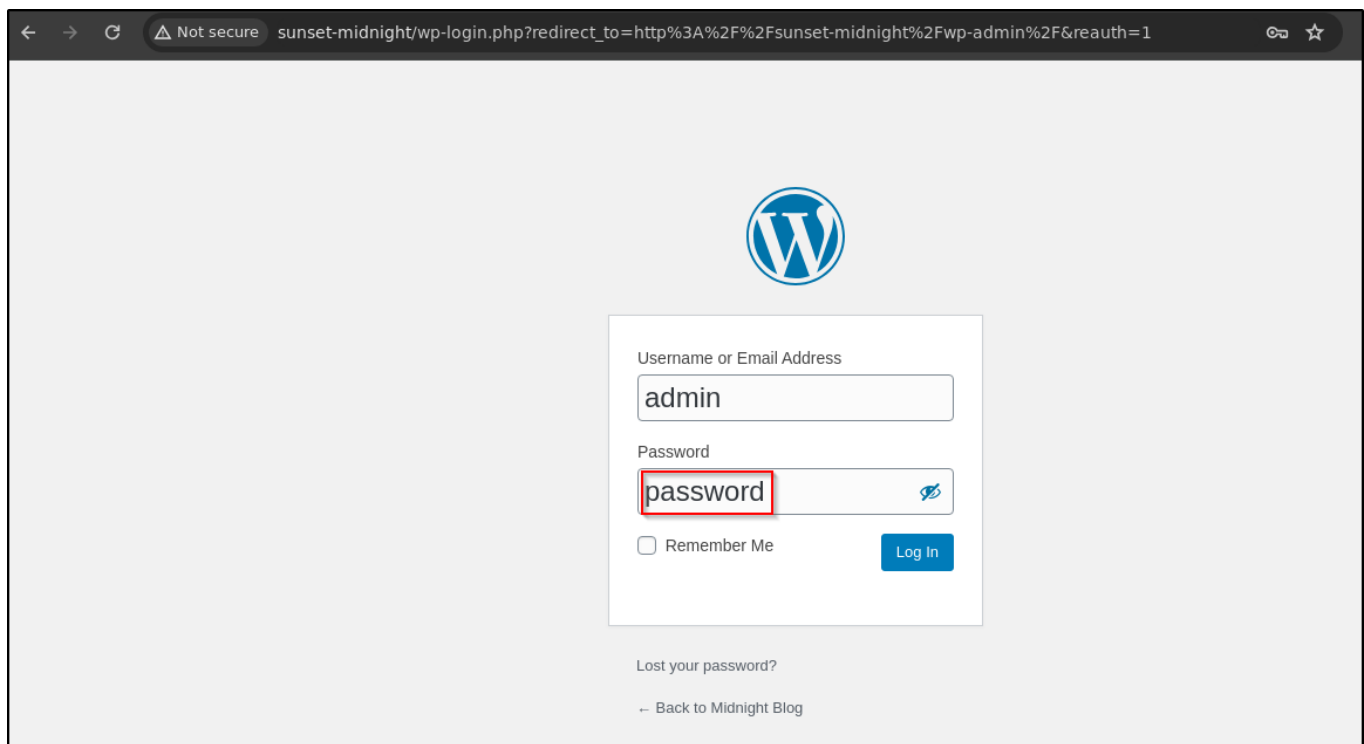 Not secure sunset-midnight/wp-login.php?redirect_to=http%3A%2F%2Fsunset-midnight%2Fwp-admin%2F&reauth=1
Username or Email Address
admin
Password
password
Remember Me Log In
Lost your password?
← Back to Midnight Blog